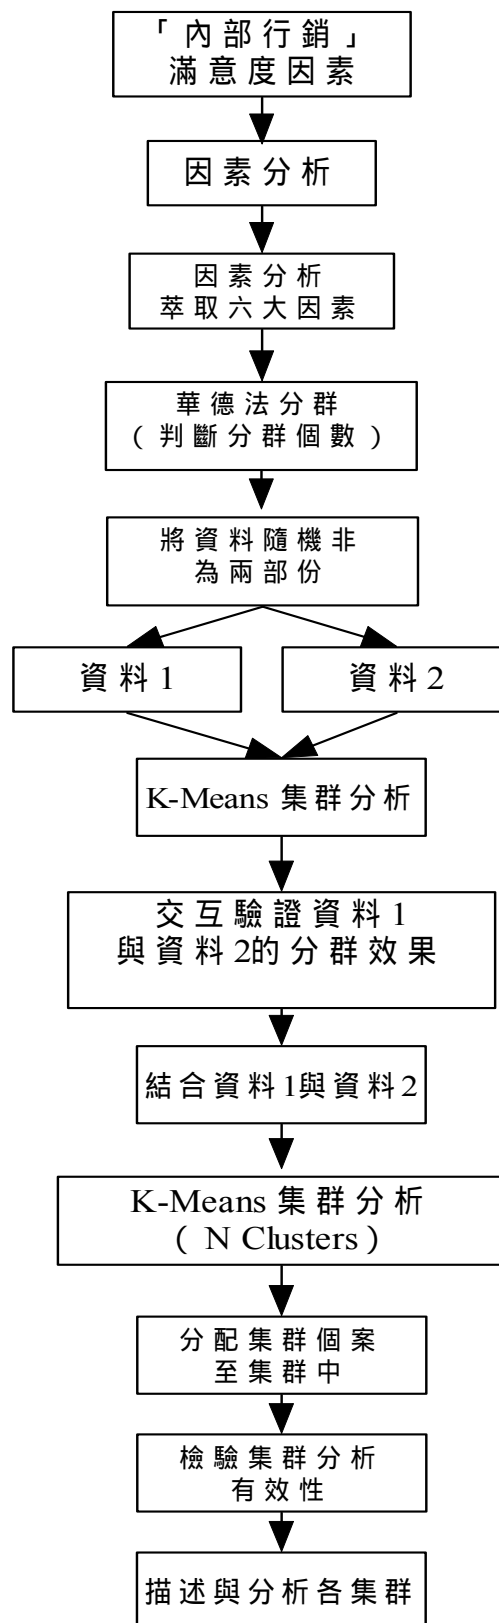 「內部行銷」
滿意度因素
因素分析
因素分析
萃取六大因素
華德法分群
(判斷分群個數)
將資料隨機非
為兩部份
資料1
資料2
K-Means 集群分析
交互驗證資料1
與資料2的分群效果
結合資料1與資料2
K-Means 集群分析
( N Clusters )
分配集群個案
至集群中
檢驗集群分析
有效性
描述與分析各集群